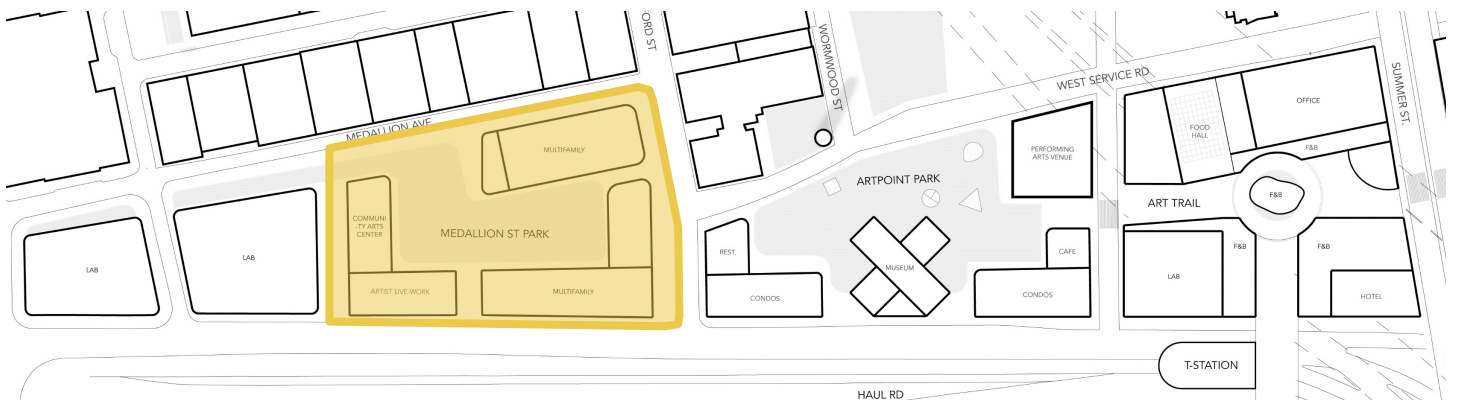 FORD ST
WORMWOOD ST
WEST SERVICE RD
SUMMER ST.
MEDALLION AVE
MULTIFAMILY
COMMUNI
-TY ARTS
CENTER
MEDALLION ST PARK
ARTIST LIVE-WORK
MULTIFAMILY
LAB
LAB
ARTPOINT PARK
PERFORMING
ARTS VENUE
REST.
MUSEUM
CAFE
CONDOS
CONDOS
FOOD
HALL
OFFICE
F&B
ART TRAIL
F&B
F&B
F&B
LAB
HOTEL
T-STATION
HAUL RD